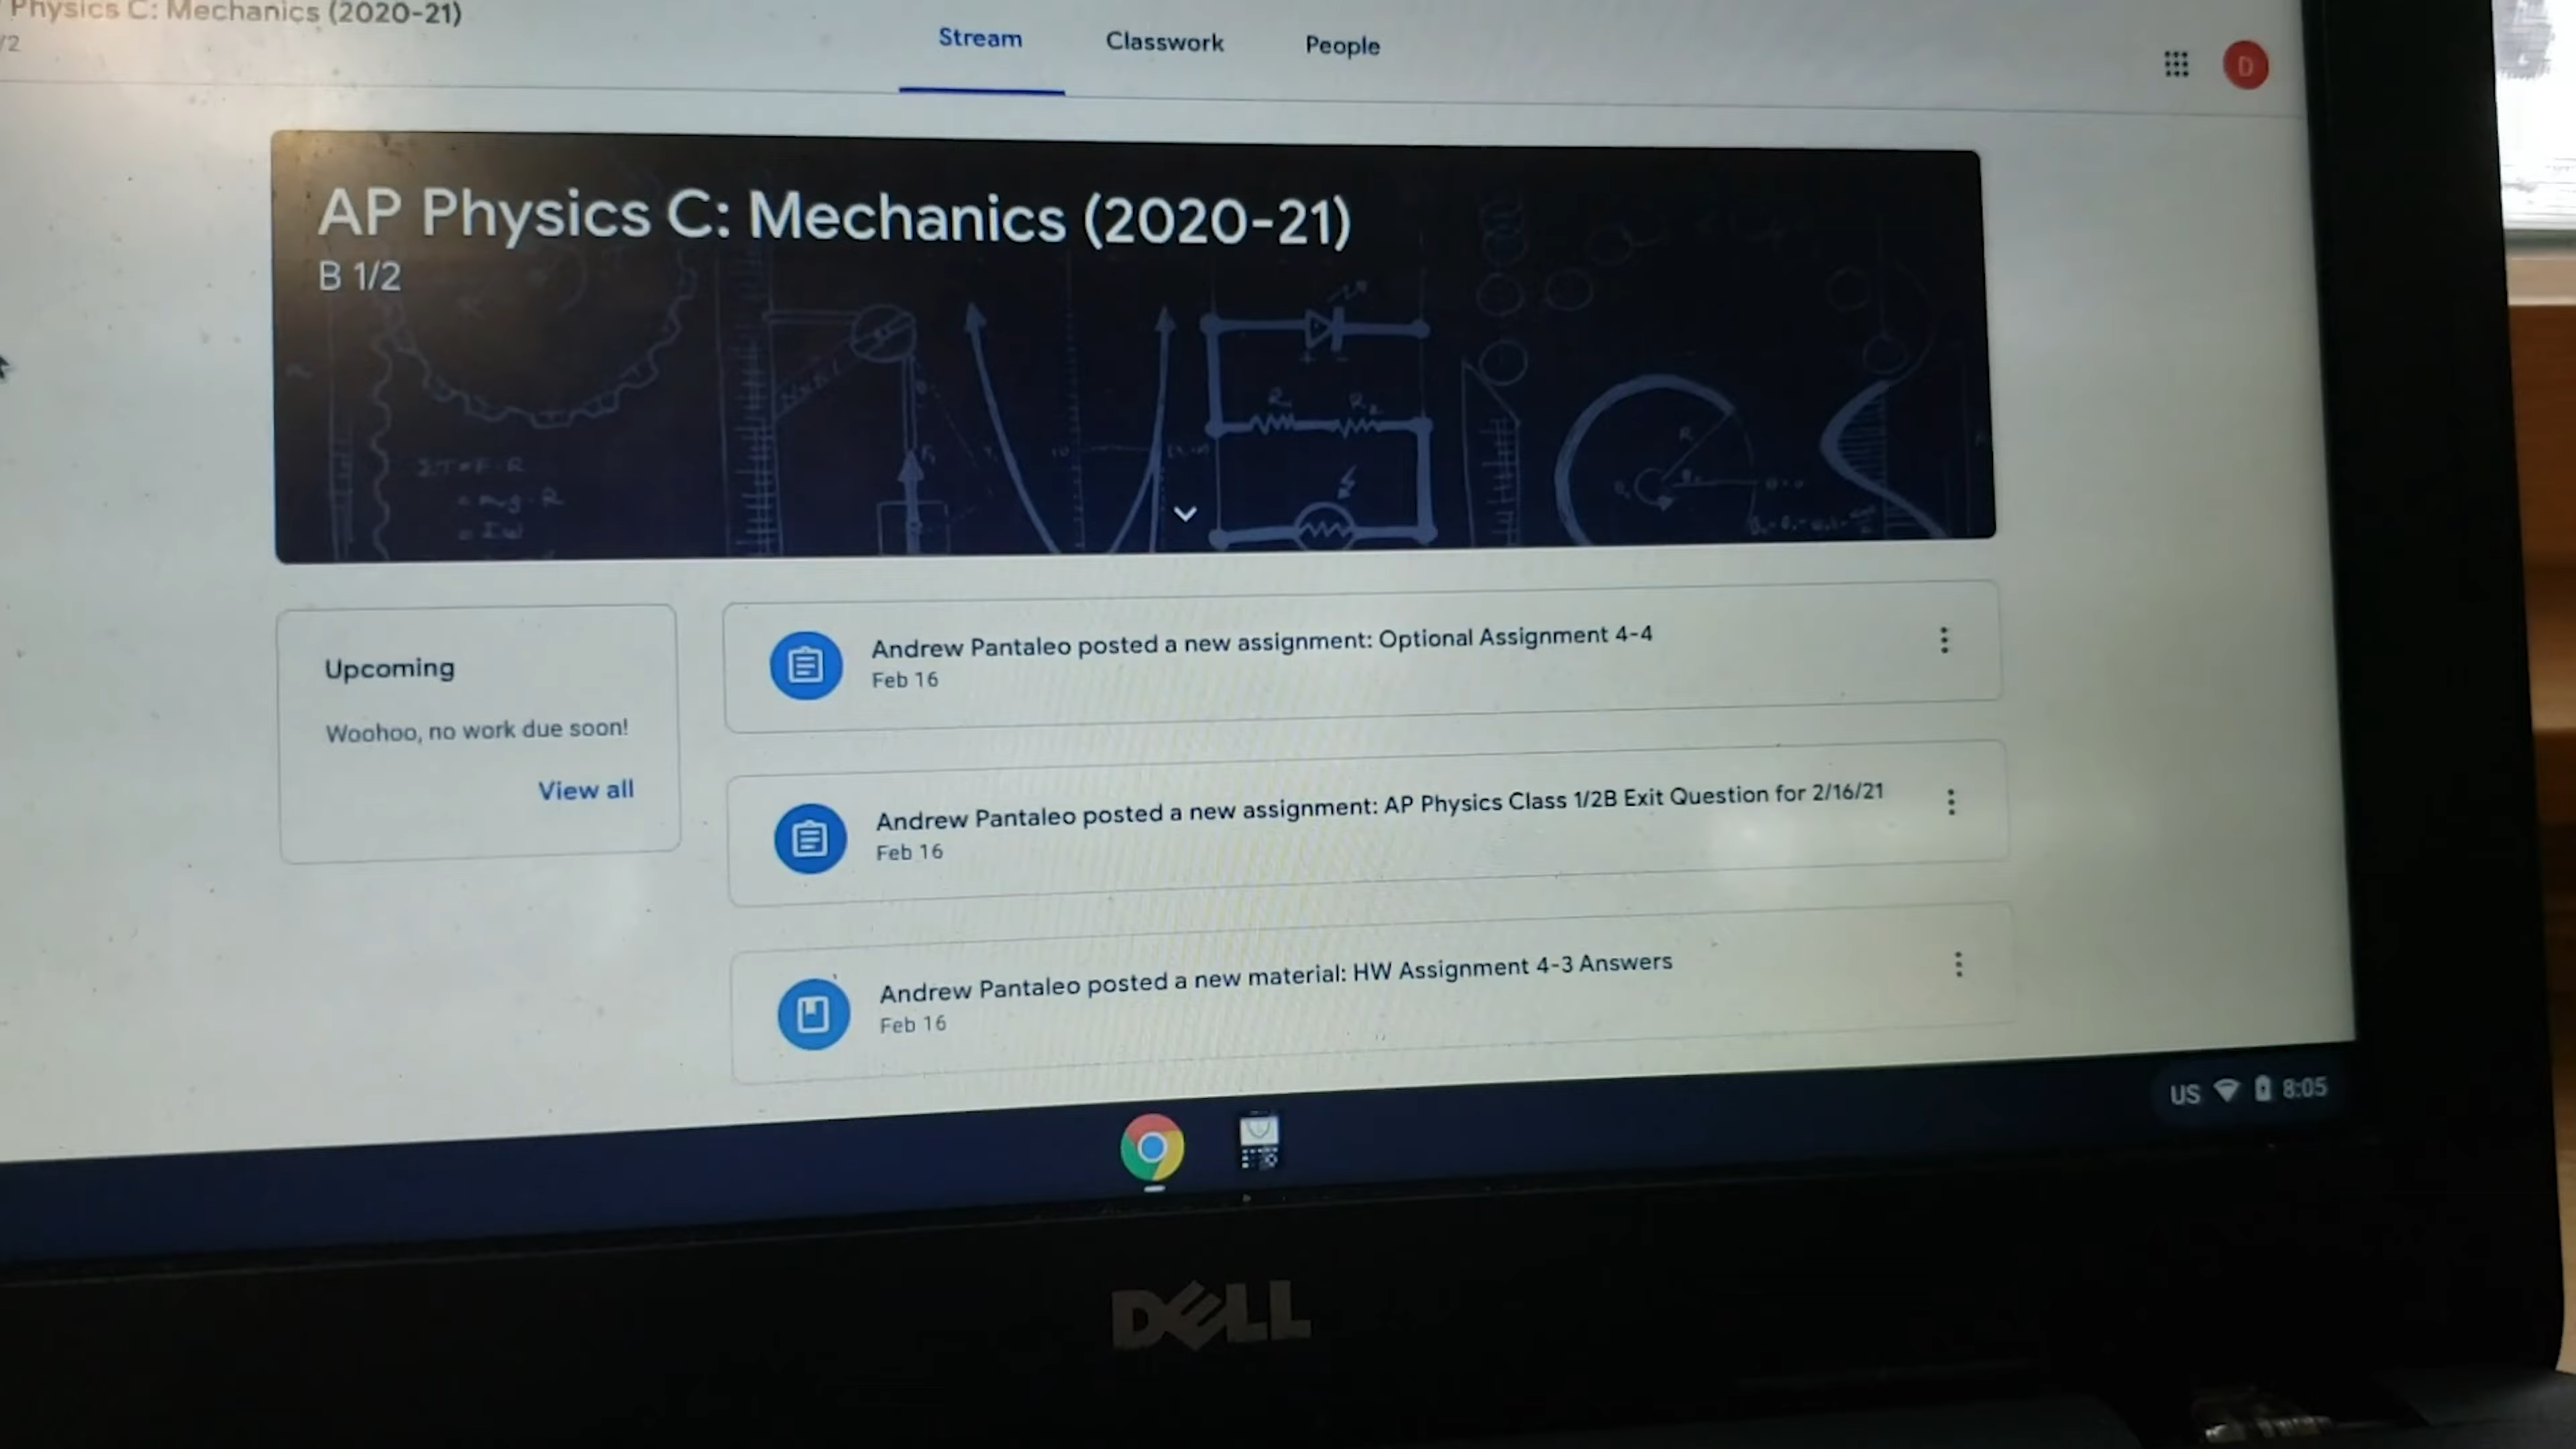 Physics C: Mechanics (2020-21)
/2
Stream
Classwork
People
D
AP Physics C: Mechanics (2020-21)
B 1/2
R
R
Upcoming
Woohoo, no work due soon!
View all
Andrew Pantaleo posted a new assignment: Optional Assignment 4-4
Feb 16
Andrew Pantaleo posted a new assignment: AP Physics Class 1/2B Exit Question for 2/16/21
Feb 16
Andrew Pantaleo posted a new material: HW Assignment 4-3 Answers
Feb 16
US 8:05
DELL